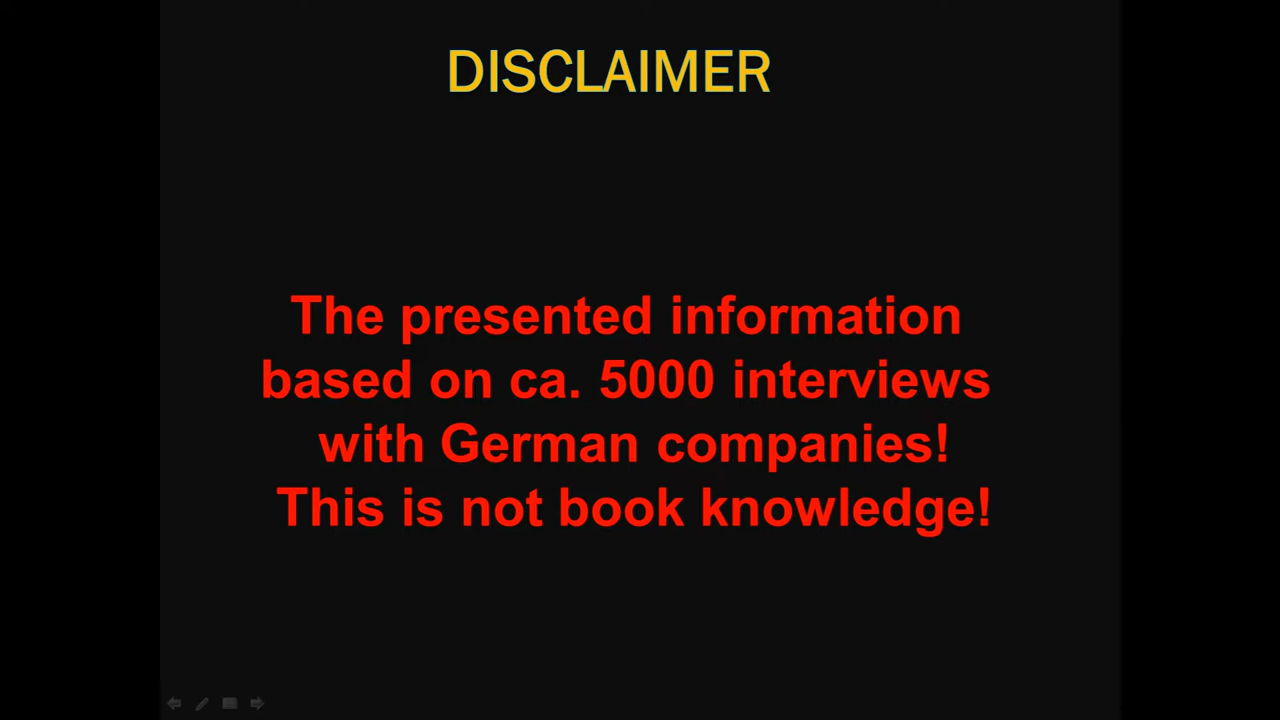 DISCLAIMER
The presented information
based on ca. 5000 interviews
with German companies!
This is not book knowledge!